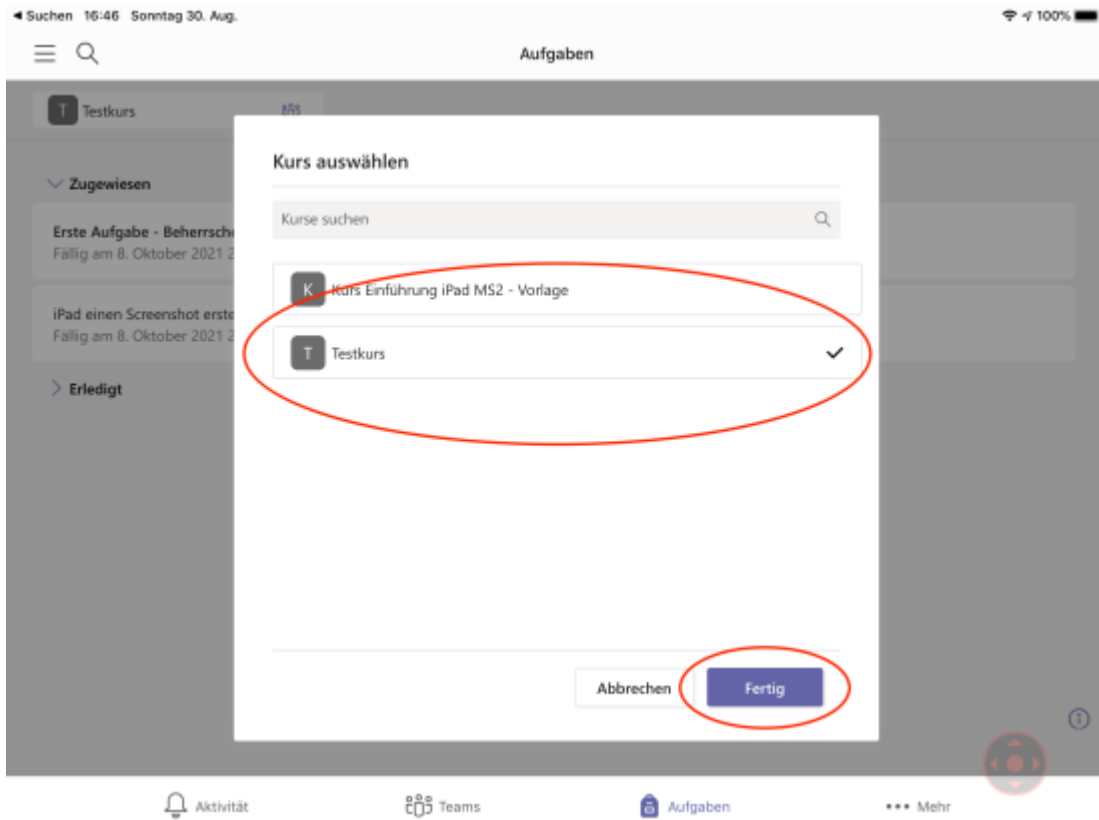 Suchen 16:46 Sonntag 30. Aug. 100%
Aufgaben
T Testkurs
Kurs auswählen
Zugewiesen
Kurse suchen
Erste Aufgabe -
Fällig am 8. Oktober 2021
K Kurs Einführung iPad MS2 - Vorlage
iPad einen Screenshot
Fällig am 8. Oktober 2021
T Testkurs
Erledigt
Abbrechen Fertig
Aktivität Teams Aufgaben Mehr